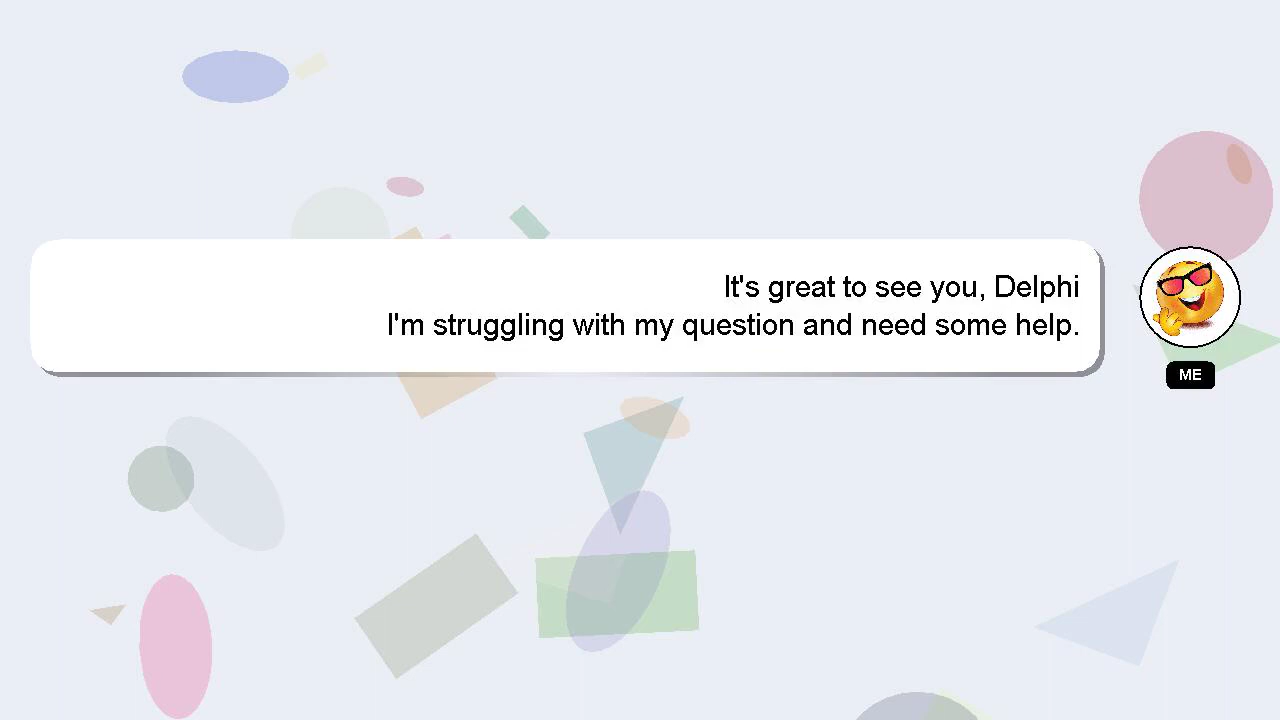 It's great to see you, Delphi
I'm struggling with my question and need some help.
ME